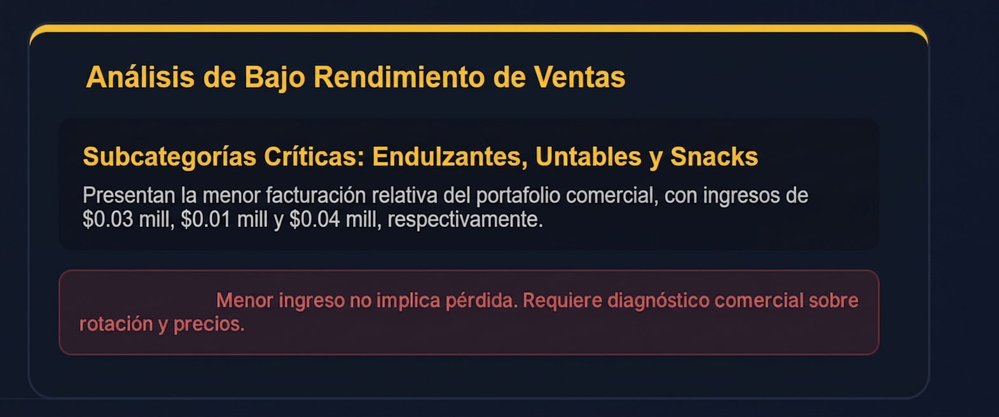 Análisis de Bajo Rendimiento de Ventas
Subcategorías Críticas: Endulzantes, Untables y Snacks
Presentan la menor facturación relativa del portafolio comercial, con ingresos de
$0.03 mill, $0.01 mill y $0.04 mill, respectivamente.
Menor ingreso no implica pérdida. Requiere diagnóstico comercial sobre
rotación y precios.